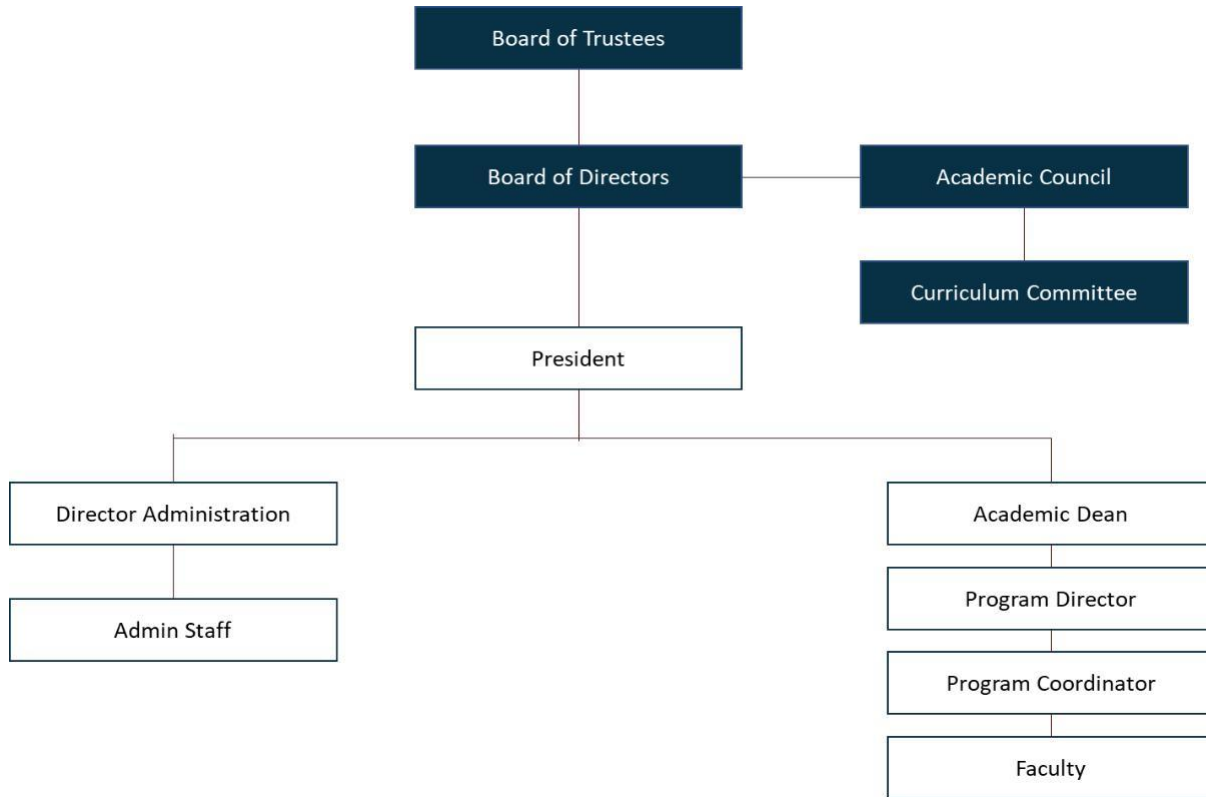 Board of Trustees
Board of Directors
Academic Council
Curriculum Committee
President
Director Administration
Academic Dean
Admin Staff
Program Director
Program Coordinator
Faculty